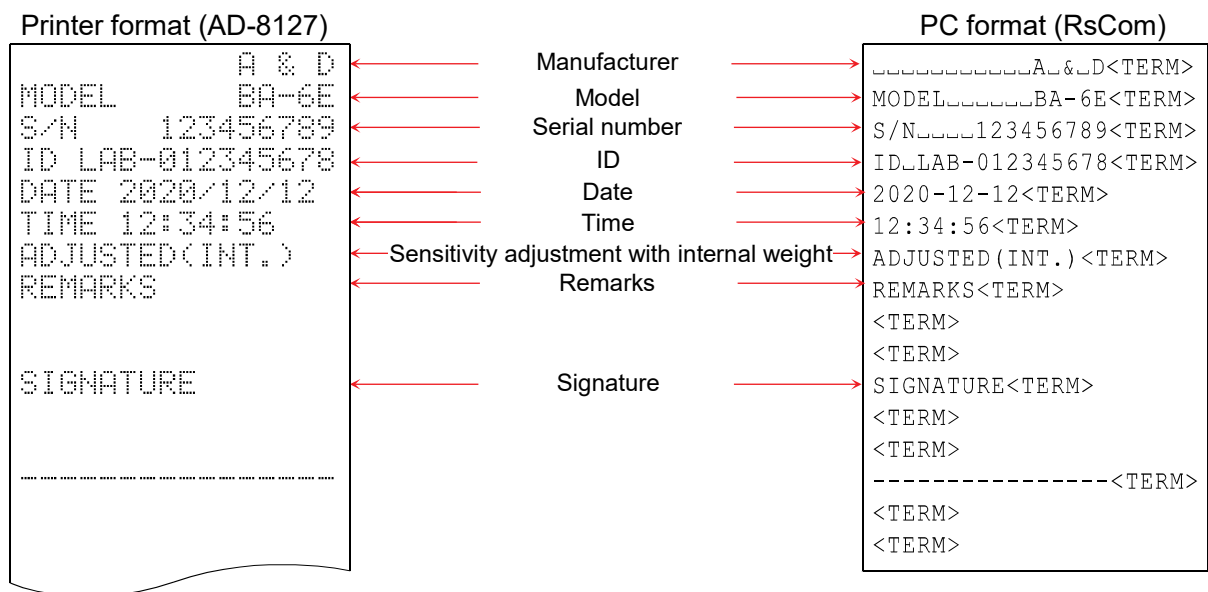 Printer format (AD-8127)
PC format (RsCom)
A & D
Manufacturer
␣␣␣␣␣␣␣␣␣␣␣A␣&␣D<TERM>
MODEL       BA-6E
Model
MODEL␣␣␣␣␣␣BA-6E<TERM>
S/N    123456789
Serial number
S/N␣␣␣␣123456789<TERM>
ID LAB-012345678
ID
ID␣LAB-012345678<TERM>
DATE 2020/12/12
Date
2020-12-12<TERM>
TIME 12:34:56
Time
12:34:56<TERM>
ADJUSTED(INT.)
Sensitivity adjustment with internal weight
ADJUSTED(INT.)<TERM>
REMARKS
Remarks
REMARKS<TERM>
<TERM>
<TERM>
SIGNATURE
Signature
SIGNATURE<TERM>
<TERM>
<TERM>
----------------
----------------<TERM>
<TERM>
<TERM>